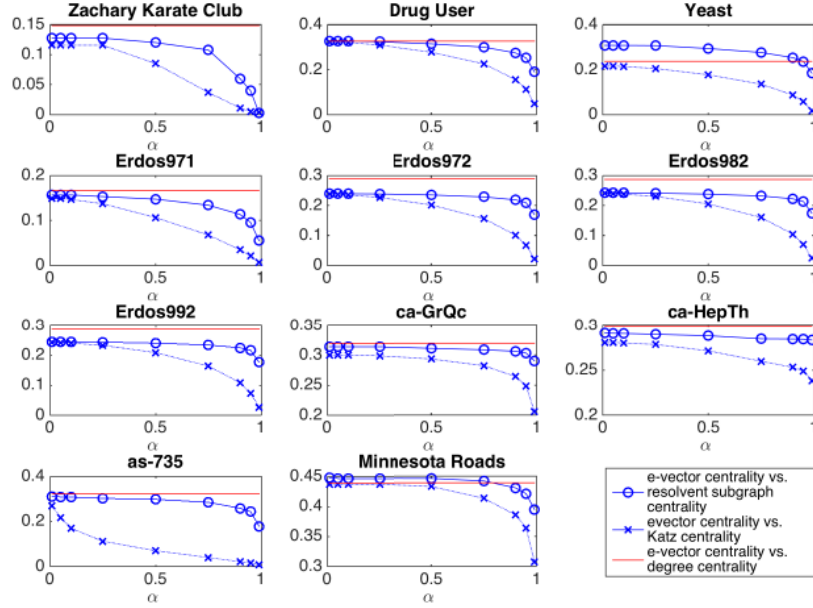 Zachary Karate Club
Drug User
Yeast
0.15
0.1
0.05
0
0
0.5
1
α
0.4
0.2
0
0
0.5
1
α
0.4
0.2
0
0
0.5
1
α
Erdos971
Erdos972
Erdos982
0.2
0.1
0
0
0.5
1
α
0.3
0.2
0.1
0
0
0.5
1
α
0.3
0.2
0.1
0
0
0.5
1
α
Erdos992
ca-GrQc
ca-HepTh
0.3
0.2
0.1
0
0
0.5
1
α
0.35
0.3
0.25
0.2
0
0.5
1
α
0.3
0.25
0.2
0
0.5
1
α
as-735
Minnesota Roads
0.4
0.2
0
0
0.5
1
α
0.45
0.4
0.35
0.3
0
0.5
1
α
e-vector centrality vs.
resolvent subgraph
centrality
evector centrality vs.
Katz centrality
e-vector centrality vs.
degree centrality